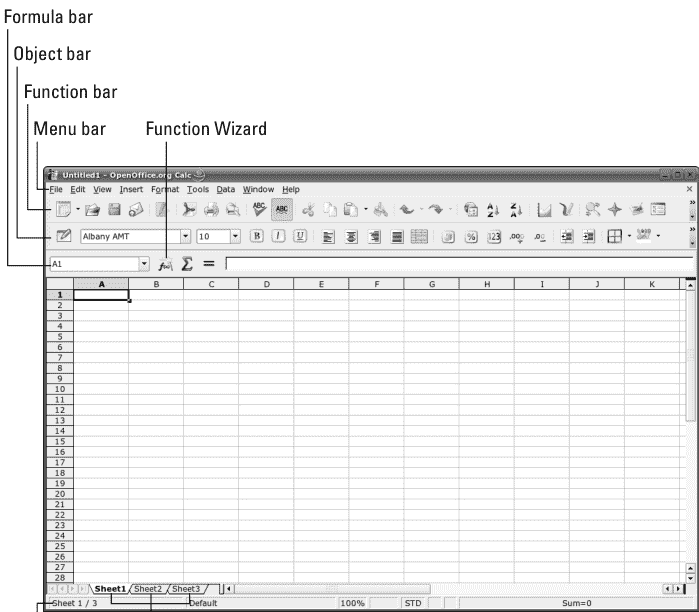 Formula bar
Object bar
Function bar
Menu bar Function Wizard
Untitled1 - OpenOffice.org Calc
File Edit View Insert Format Tools Data Window Help
ABC ABC
Albany AMT 10 B I U
A1 f(x) Σ =
A B C D E F G H I J K
1
2
3
4
5
6
7
8
9
10
11
12
13
14
15
16
17
18
19
20
21
22
23
24
25
26
27
28
Sheet1 Sheet2 Sheet3
Sheet 1 / 3 Default 100% STD Sum=0